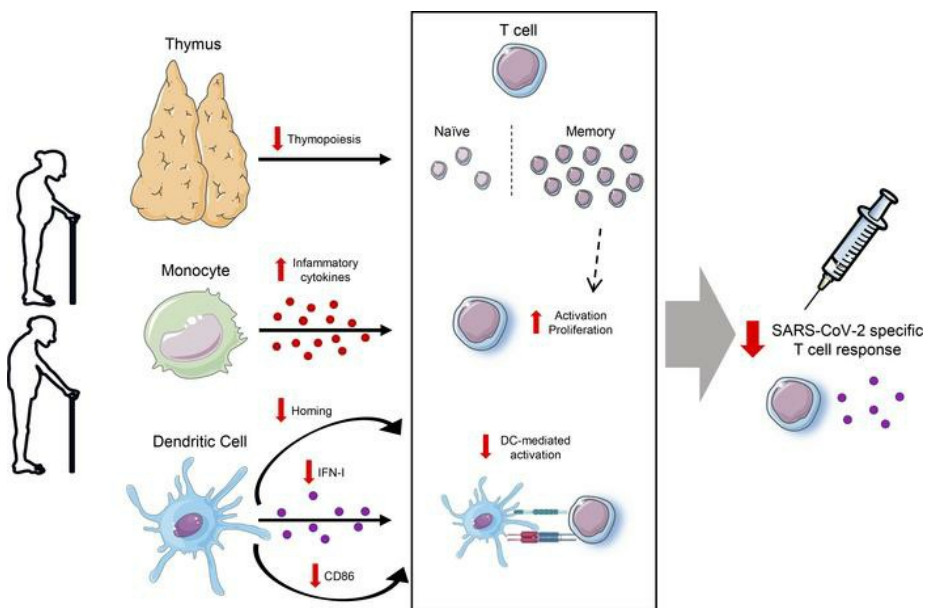 Thymus
Thymopoiesis
T cell
Naïve
Memory
Monocyte
Inflammatory
cytokines
Activation
Proliferation
Dendritic Cell
Homing
IFN-I
CD86
DC-mediated
activation
SARS-CoV-2 specific
T cell response